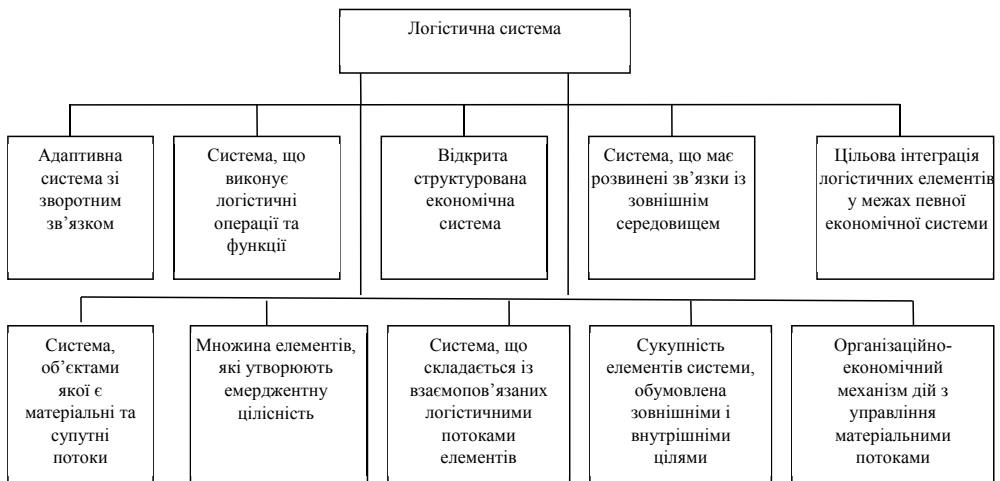 Логістична система
Адаптивна
система зі
зворотним
зв’язком
Система, що
виконує
логістичні
операції та
функції
Відкрита
структурована
економічна
система
Система, що має
розвинені зв’язки із
зовнішнім
середовищем
Цільова інтеграція
логістичних елементів
у межах певної
економічної системи
Система,
об’єктами
якої є
матеріальні та
супутні
потоки
Множина елементів,
які утворюють
емерджентну
цілісність
Система, що
складається із
взаємопов’язаних
логістичними
потоками
елементів
Сукупність
елементів системи,
обумовлена
зовнішніми і
внутрішніми
цілями
Організаційно-
економічний
механізм дій з
управління
матеріальними
потоками